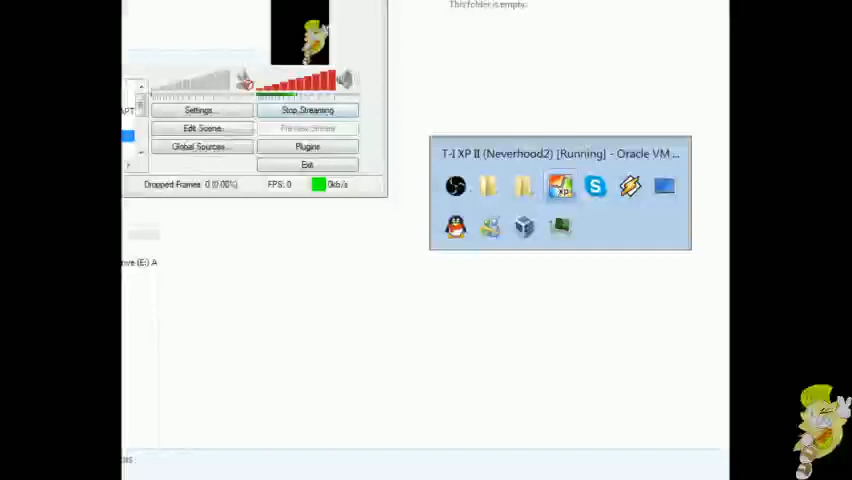 This folder is empty.
Settings...
Stop Streaming
Edit Scene
Preview Stream
Global Sources...
Plugins
Exit
Dropped Frames: 0 (0.00%)
FPS: 0
0kb/s
T-I XP II (Neverhood2) [Running] - Oracle VM ...
xp
(E:) A